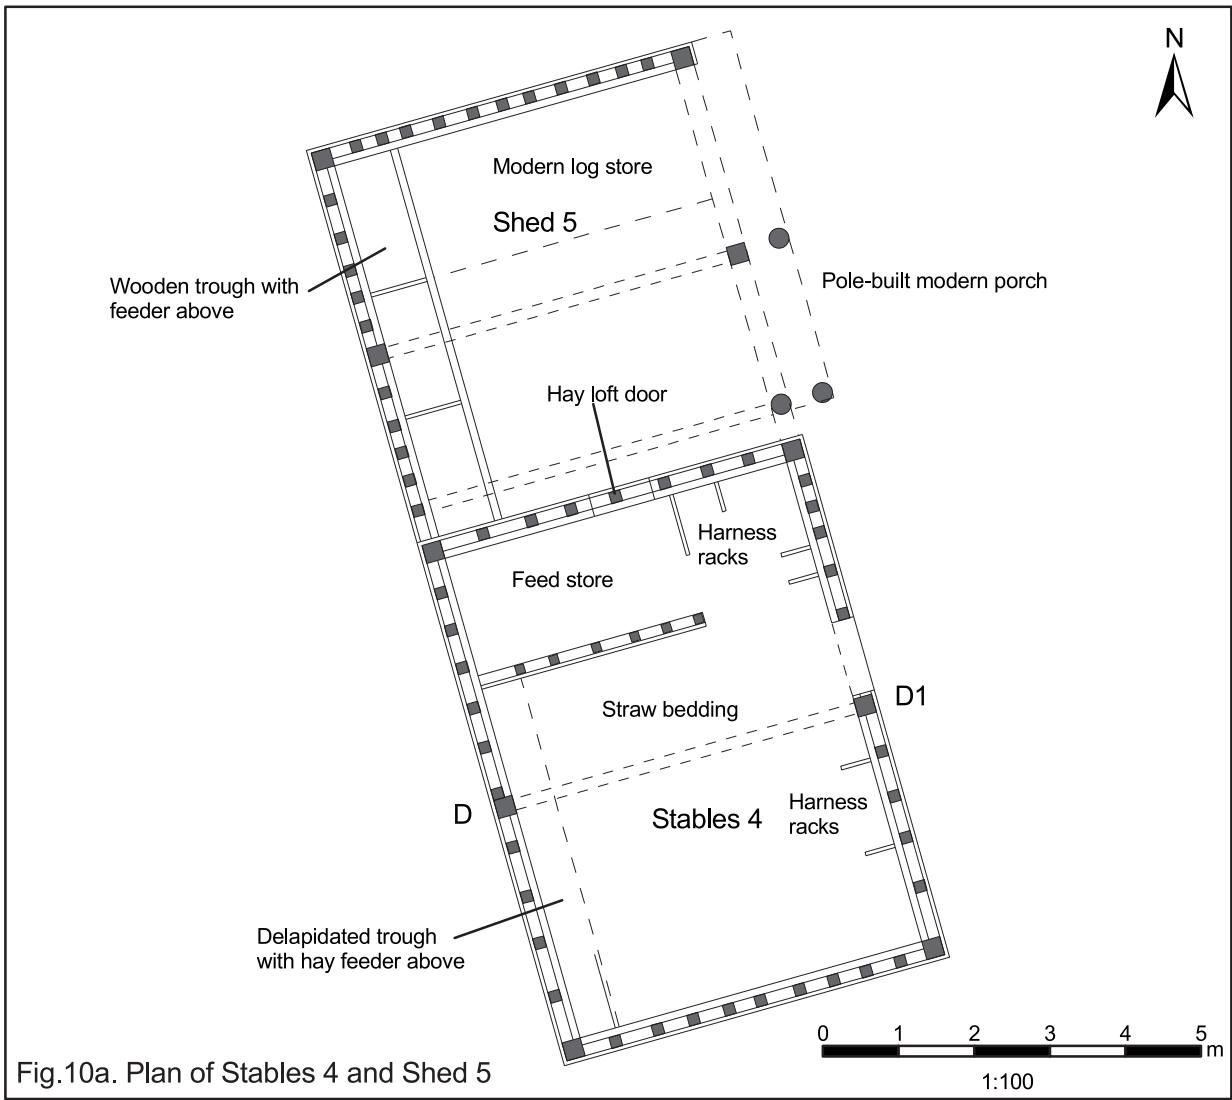 N
Modern log store
Shed 5
Wooden trough with
feeder above
Pole-built modern porch
Hay loft door
Harness
racks
Feed store
Straw bedding
D1
D
Stables 4
Harness
racks
Delapidated trough
with hay feeder above
0 1 2 3 4 5
m
1:100
Fig.10a. Plan of Stables 4 and Shed 5